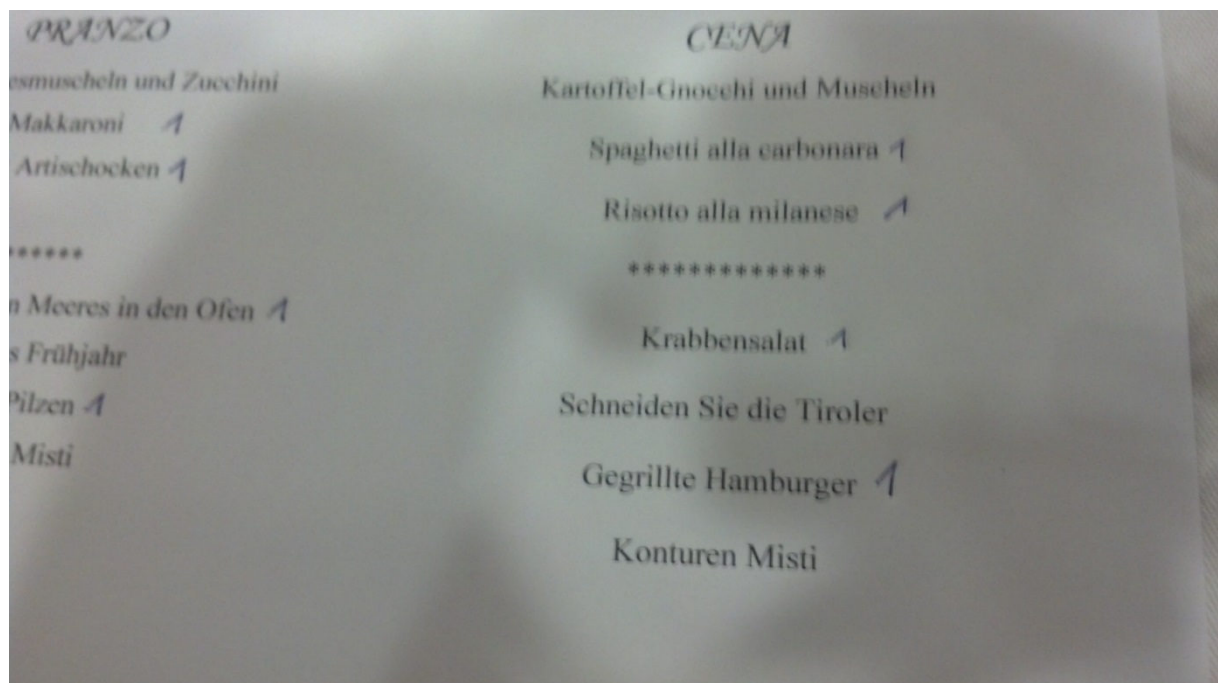 PRANZO
esmuscheln und Zucchini
Makkaroni 1
Artischocken 1
******
n Meeres in den Ofen 1
s Frühjahr
Pilzen 1
Misti
CENA
Kartoffel-Gnocchi und Muscheln
Spaghetti alla carbonara 1
Risotto alla milanese 1
*************
Krabbensalat 1
Schneiden Sie die Tiroler
Gegrillte Hamburger 1
Konturen Misti